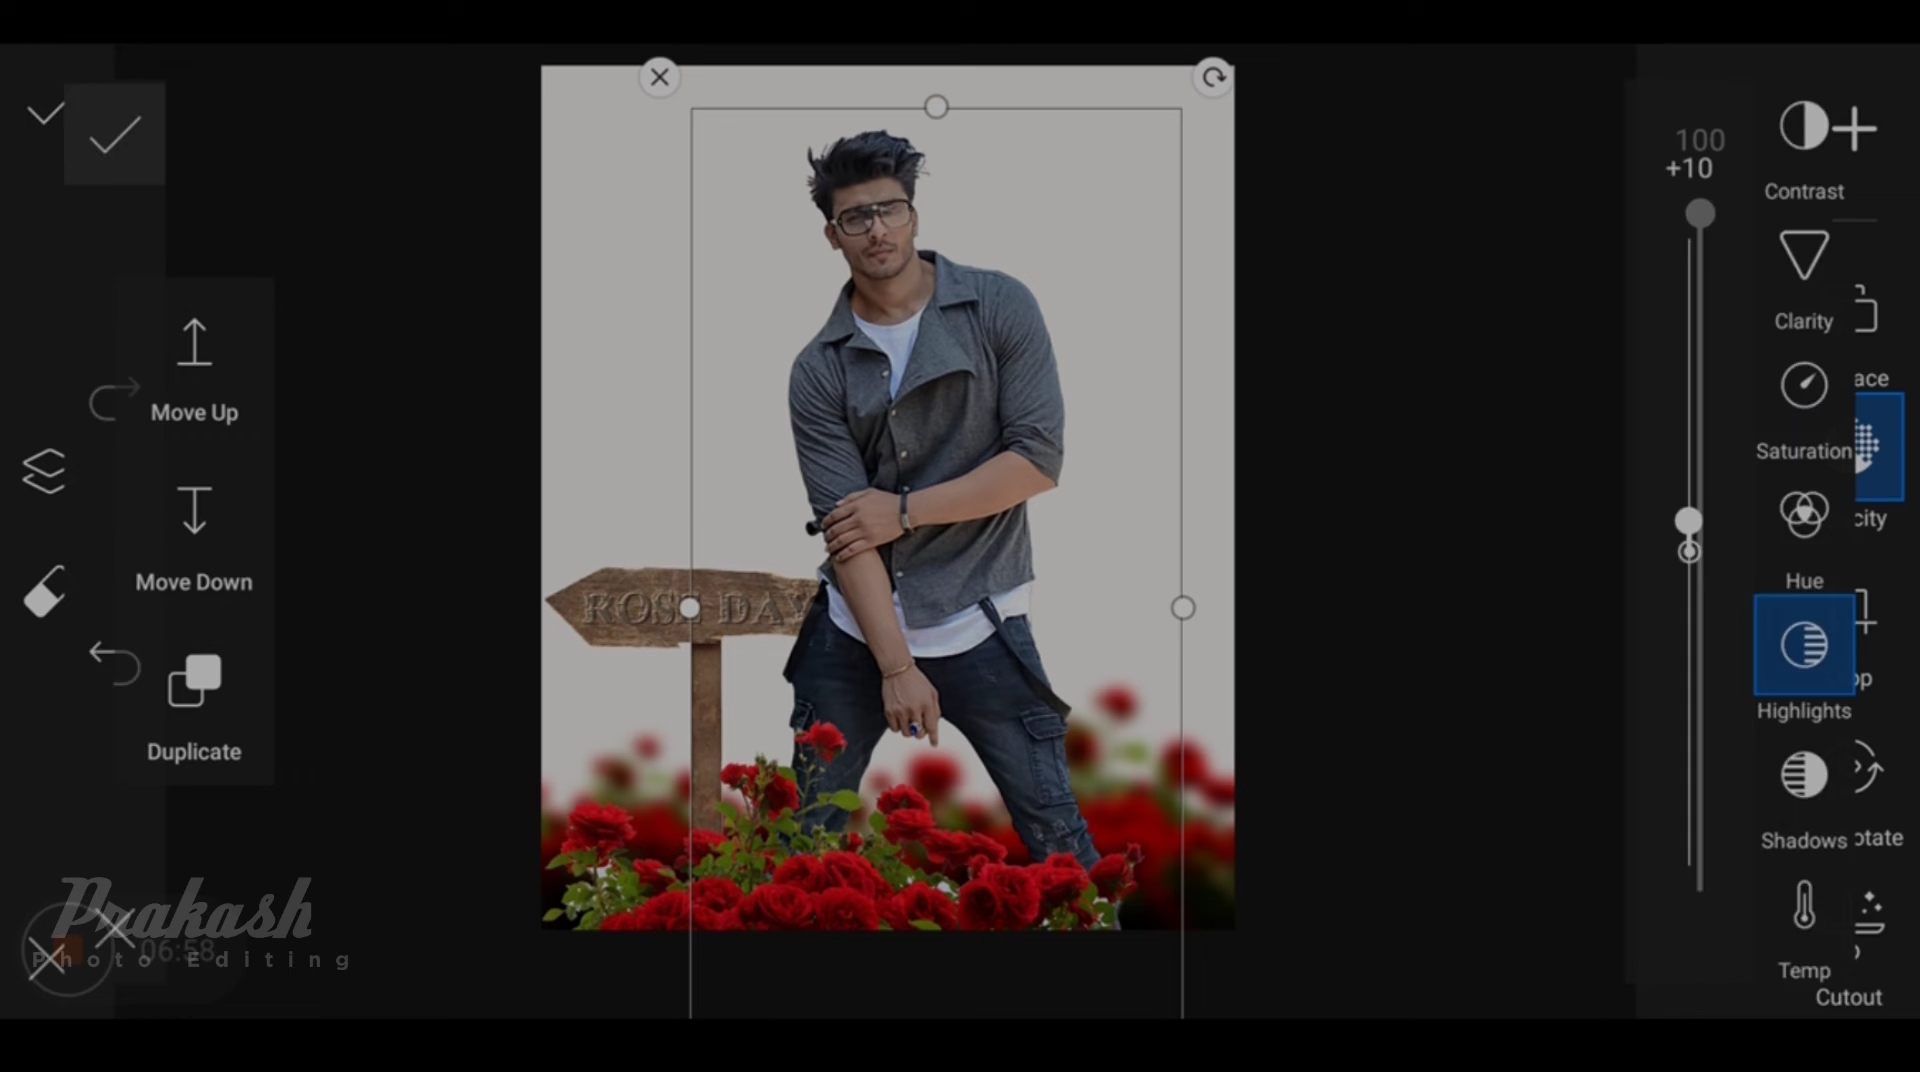 100
+10
Contrast
Clarity
ace
Saturation
city
Move Up
Move Down
Hue
ROSE DAY
op
Highlights
Duplicate
Shadows
otate
Prakash
06:58
Photo Editing
Temp
Cutout